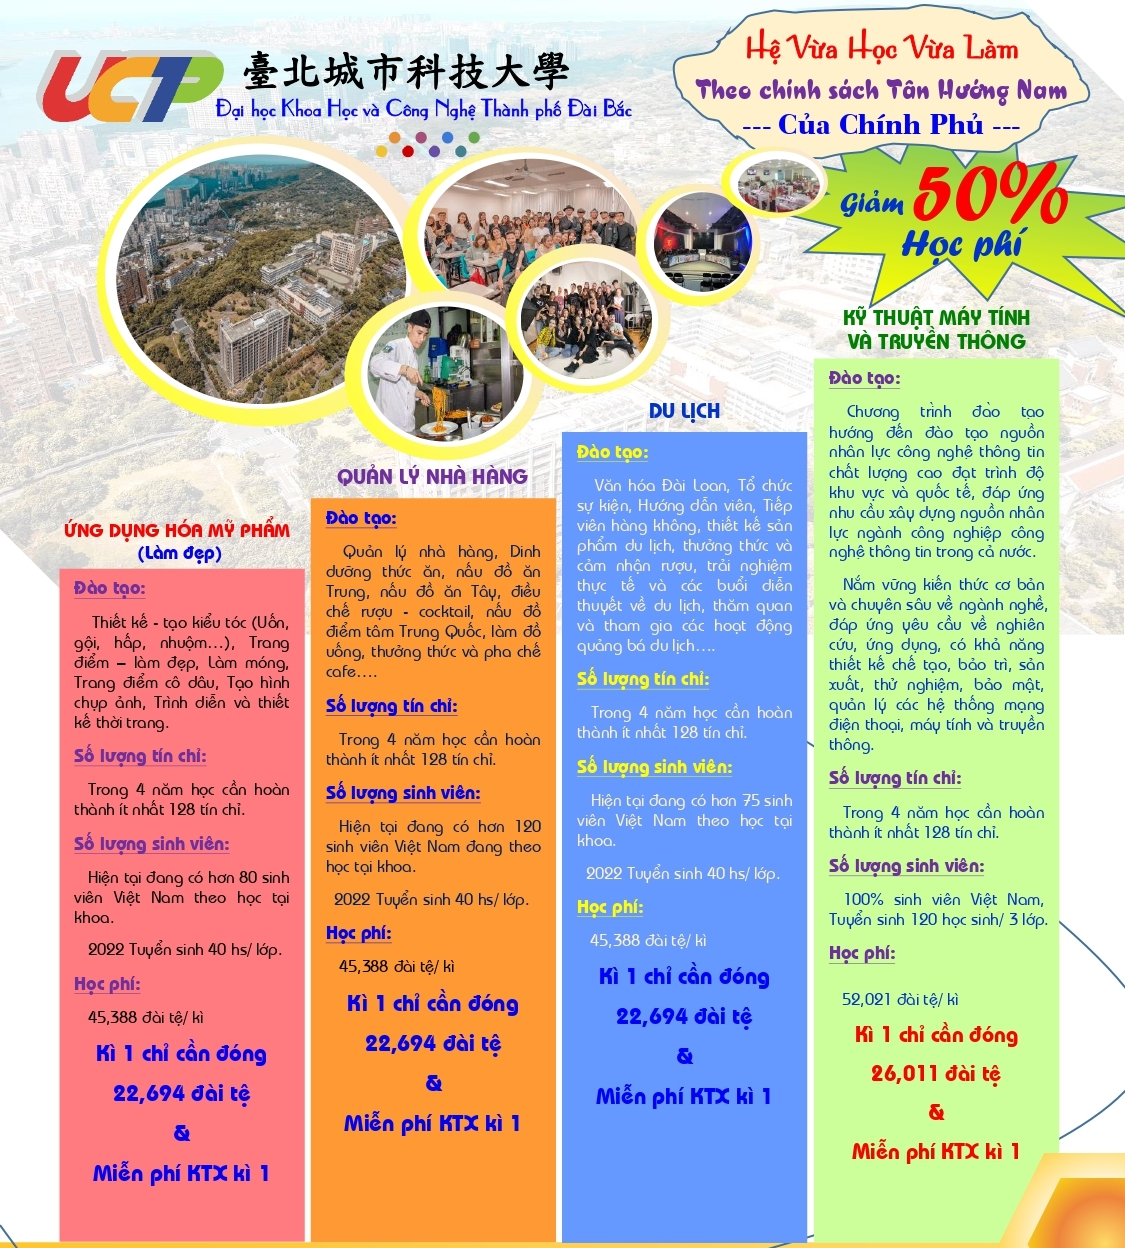 UCTP
臺北城市科技大學
Đại học Khoa Học và Công Nghệ Thành phố Đài Bắc
Hệ Vừa Học Vừa Làm
Theo chính sách Tân Hướng Nam
--- Của Chính Phủ ---
Giảm 50%
Học phí
ỨNG DỤNG HÓA MỸ PHẨM
(Làm đẹp)
Đào tạo:
Thiết kế - tạo kiểu tóc (Uốn,
gội, hấp, nhuộm...), Trang
điểm – làm đẹp, Làm móng,
Trang điểm cô dâu, Tạo hình
chụp ảnh, Trình diễn và thiết
kế thời trang.
Số lượng tín chỉ:
Trong 4 năm học cần hoàn
thành ít nhất 128 tín chỉ.
Số lượng sinh viên:
Hiện tại đang có hơn 80 sinh
viên Việt Nam theo học tại
khoa.
2022 Tuyển sinh 40 hs/ lớp.
Học phí:
45,388 đài tệ/ kì
Kì 1 chỉ cần đóng
22,694 đài tệ
&
Miễn phí KTX kì 1
QUẢN LÝ NHÀ HÀNG
Đào tạo:
Quản lý nhà hàng, Dinh
dưỡng thức ăn, nấu đồ ăn
Trung, nấu đồ ăn Tây, điều
chế rượu - cocktail, nấu đồ
điểm tâm Trung Quốc, làm đồ
uống, thưởng thức và pha chế
cafe....
Số lượng tín chỉ:
Trong 4 năm học cần hoàn
thành ít nhất 128 tín chỉ.
Số lượng sinh viên:
Hiện tại đang có hơn 120
sinh viên Việt Nam đang theo
học tại khoa.
2022 Tuyển sinh 40 hs/ lớp.
Học phí:
45,388 đài tệ/ kì
Kì 1 chỉ cần đóng
22,694 đài tệ
&
Miễn phí KTX kì 1
DU LỊCH
Đào tạo:
Văn hóa Đài Loan, Tổ chức
sự kiện, Hướng dẫn viên, Tiếp
viên hàng không, thiết kế sản
phẩm du lịch, thưởng thức và
cảm nhận rượu, trải nghiệm
thực tế và các buổi diễn
thuyết về du lịch, thăm quan
và tham gia các hoạt động
quảng bá du lịch....
Số lượng tín chỉ:
Trong 4 năm học cần hoàn
thành ít nhất 128 tín chỉ.
Số lượng sinh viên:
Hiện tại đang có hơn 75 sinh
viên Việt Nam theo học tại
khoa.
2022 Tuyển sinh 40 hs/ lớp.
Học phí:
45,388 đài tệ/ kì
Kì 1 chỉ cần đóng
22,694 đài tệ
&
Miễn phí KTX kì 1
KỸ THUẬT MÁY TÍNH
VÀ TRUYỀN THÔNG
Đào tạo:
Chương trình đào tạo
hướng đến đào tạo nguồn
nhân lực công nghệ thông tin
chất lượng cao đạt trình độ
khu vực và quốc tế, đáp ứng
nhu cầu xây dựng nguồn nhân
lực ngành công nghiệp công
nghệ thông tin trong cả nước.
Nắm vững kiến thức cơ bản
và chuyên sâu về ngành nghề,
đáp ứng yêu cầu về nghiên
cứu, ứng dụng, có khả năng
thiết kế chế tạo, bảo trì, sản
xuất, thử nghiệm, bảo mật,
quản lý các hệ thống mạng
điện thoại, máy tính và truyền
thông.
Số lượng tín chỉ:
Trong 4 năm học cần hoàn
thành ít nhất 128 tín chỉ.
Số lượng sinh viên:
100% sinh viên Việt Nam,
Tuyển sinh 120 học sinh/ 3 lớp.
Học phí:
52,021 đài tệ/ kì
Kì 1 chỉ cần đóng
26,011 đài tệ
&
Miễn phí KTX kì 1